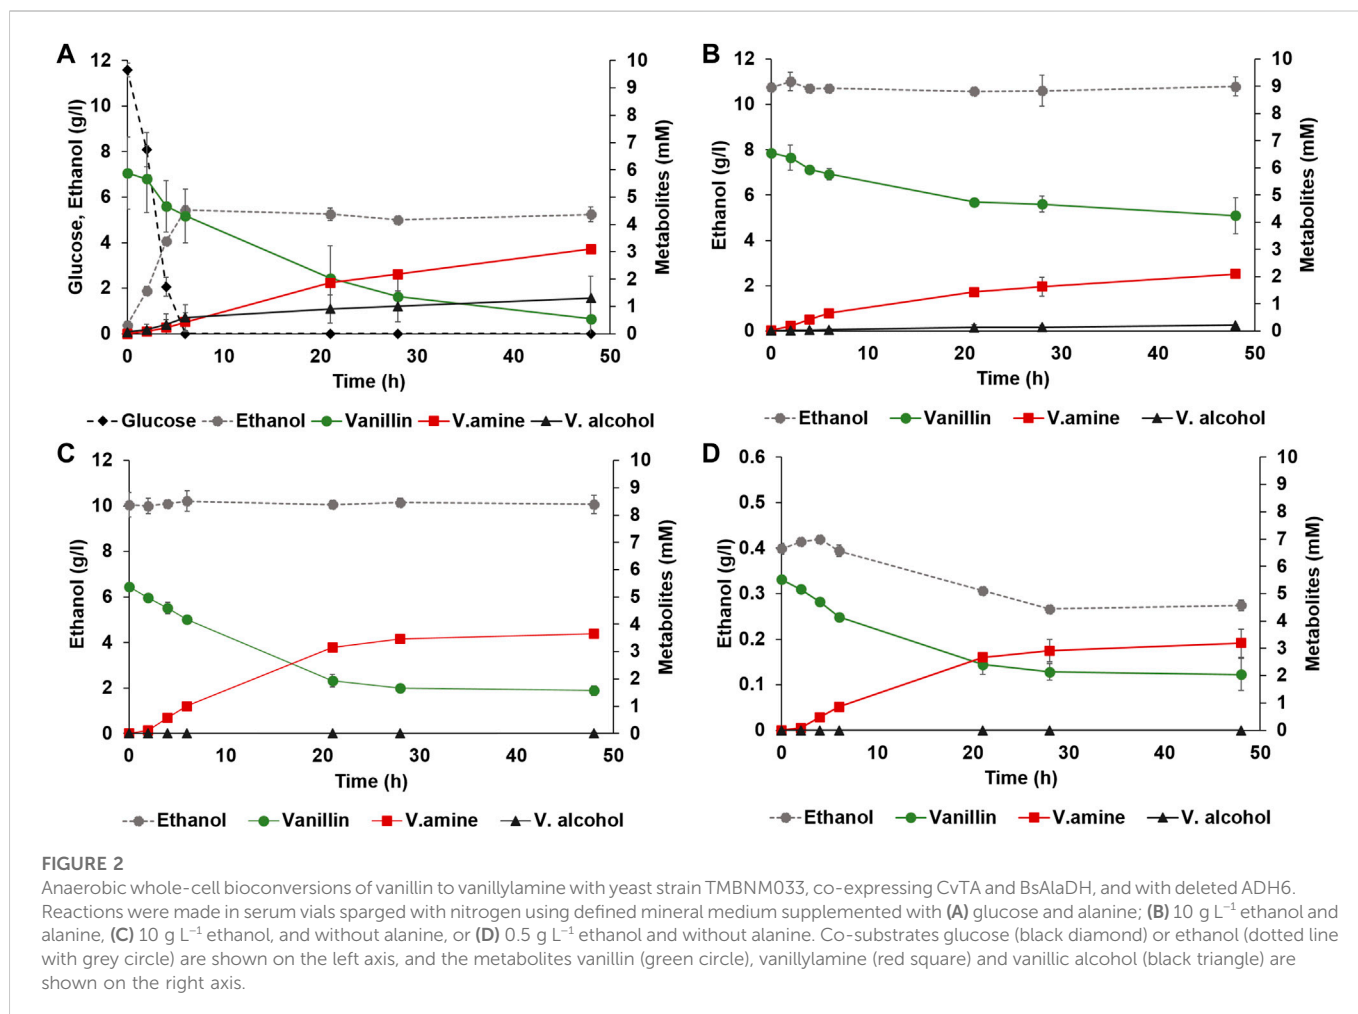 A
Glucose, Ethanol (g/l)
12
10
8
6
4
2
0
10
9
8
7
6
5
4
3
2
1
0
Metabolites (mM)
0 10 20 30 40 50
Time (h)
Glucose Ethanol Vanillin V.amine V. alcohol
B
Ethanol (g/l)
12
10
8
6
4
2
0
10
9
8
7
6
5
4
3
2
1
0
Metabolites (mM)
0 10 20 30 40 50
Time (h)
Ethanol Vanillin V.amine V. alcohol
C
Ethanol (g/l)
12
10
8
6
4
2
0
10
9
8
7
6
5
4
3
2
1
0
Metabolites (mM)
0 10 20 30 40 50
Time (h)
Ethanol Vanillin V.amine V. alcohol
D
Ethanol (g/l)
0.6
0.5
0.4
0.3
0.2
0.1
0
10
9
8
7
6
5
4
3
2
1
0
Metabolites (mM)
0 10 20 30 40 50
Time (h)
Ethanol Vanillin V.amine V. alcohol
FIGURE 2
Anaerobic whole-cell bioconversions of vanillin to vanillylamine with yeast strain TMBNM033, co-expressing CvTA and BsAlaDH, and with deleted ADH6.
Reactions were made in serum vials sparged with nitrogen using defined mineral medium supplemented with (A) glucose and alanine; (B) 10 g L⁻¹ ethanol and
alanine, (C) 10 g L⁻¹ ethanol, and without alanine, or (D) 0.5 g L⁻¹ ethanol and without alanine. Co-substrates glucose (black diamond) or ethanol (dotted line
with grey circle) are shown on the left axis, and the metabolites vanillin (green circle), vanillylamine (red square) and vanillic alcohol (black triangle) are
shown on the right axis.